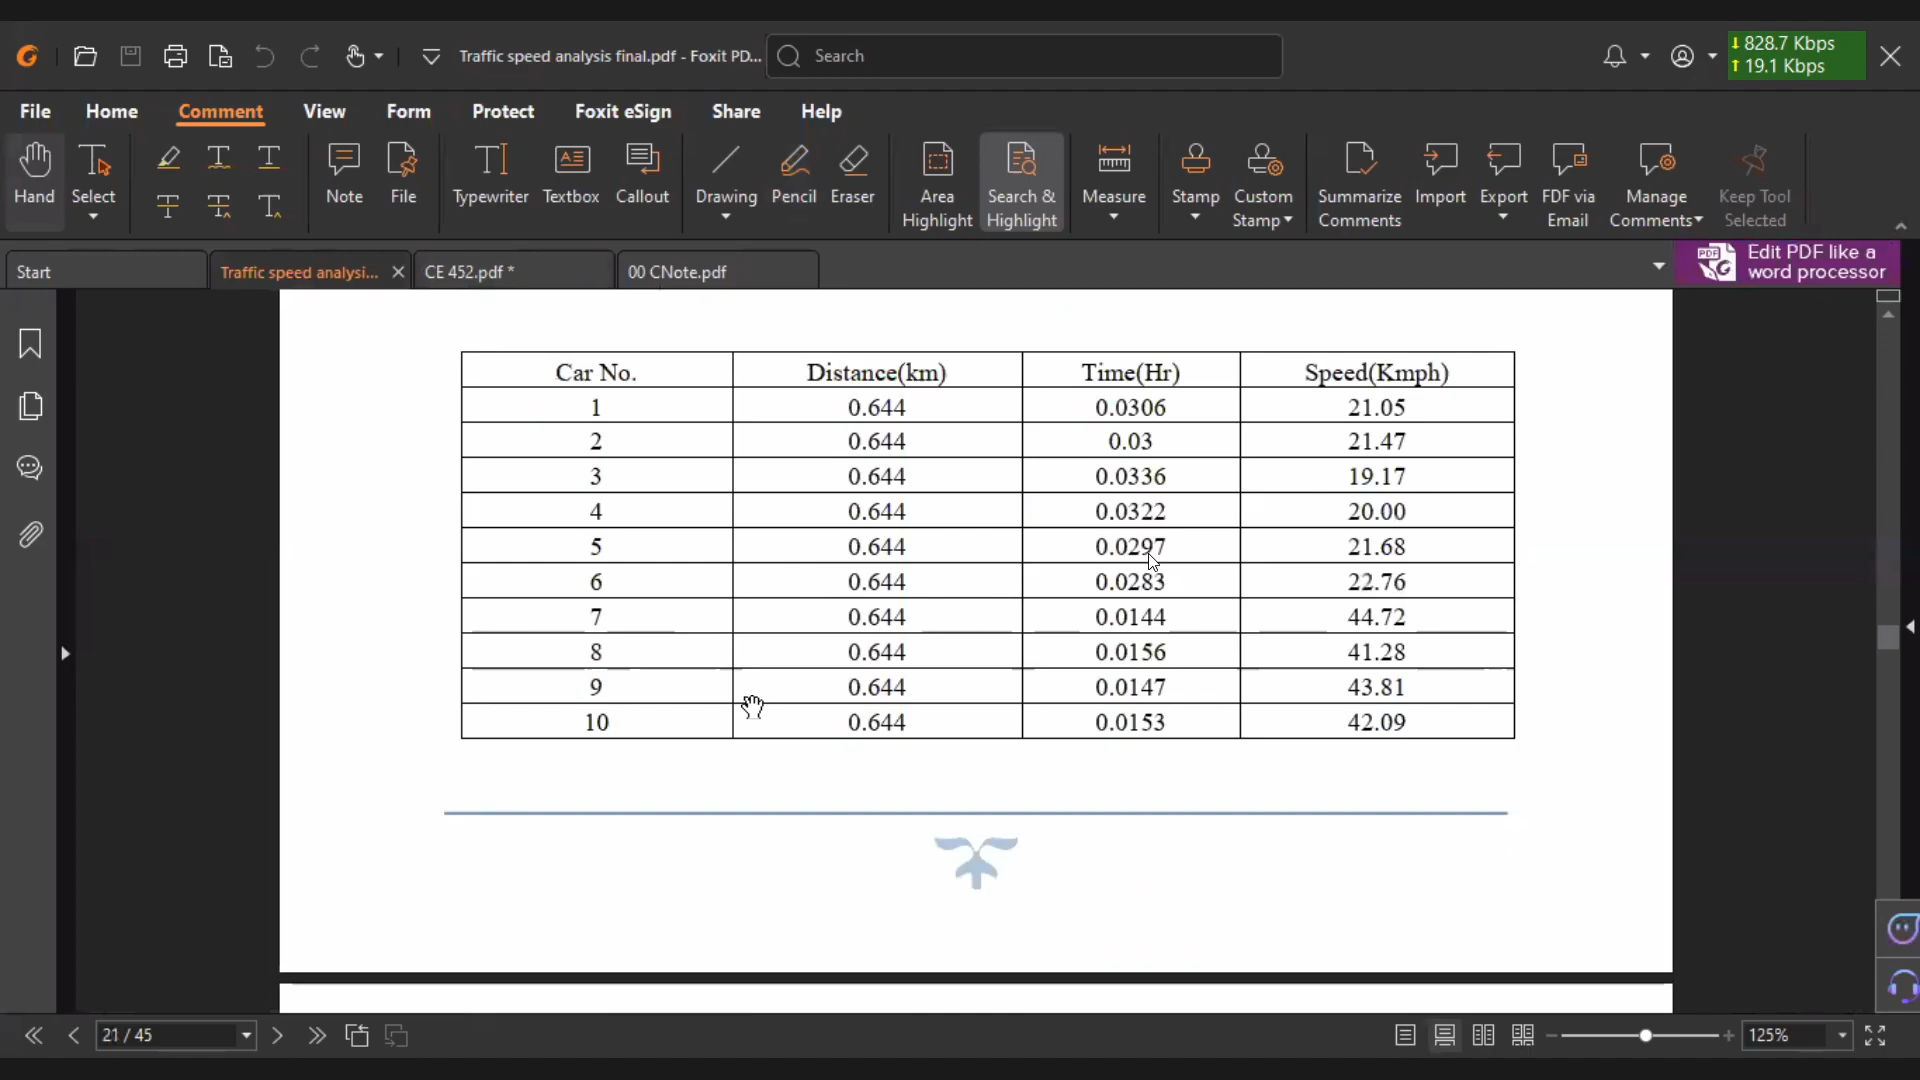 Traffic speed analysis final.pdf - Foxit PD...
Search
828.7 Kbps
19.1 Kbps
File Home Comment View Form Protect Foxit eSign Share Help
Hand
Select
Note
File
Typewriter
Textbox
Callout
Drawing
Pencil
Eraser
Area Highlight
Search & Highlight
Measure
Stamp
Custom Stamp
Summarize Comments
Import
Export
FDF via Email
Manage Comments
Keep Tool Selected
Start
Traffic speed analysi...
CE 452.pdf *
00 CNote.pdf
PDF
Edit PDF like a
word processor
Car No. Distance(km) Time(Hr) Speed(Kmph)
1 0.644 0.0306 21.05
2 0.644 0.03 21.47
3 0.644 0.0336 19.17
4 0.644 0.0322 20.00
5 0.644 0.0297 21.68
6 0.644 0.0283 22.76
7 0.644 0.0144 44.72
8 0.644 0.0156 41.28
9 0.644 0.0147 43.81
10 0.644 0.0153 42.09
21 / 45
125%